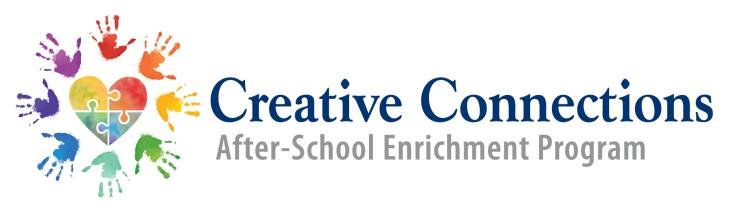 Creative Connections
After-School Enrichment Program